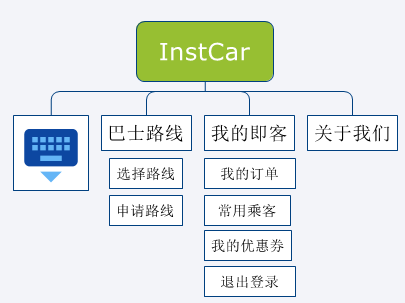 InstCar
巴士路线
我的即客
关于我们
选择路线
我的订单
申请路线
常用乘客
我的优惠券
退出登录